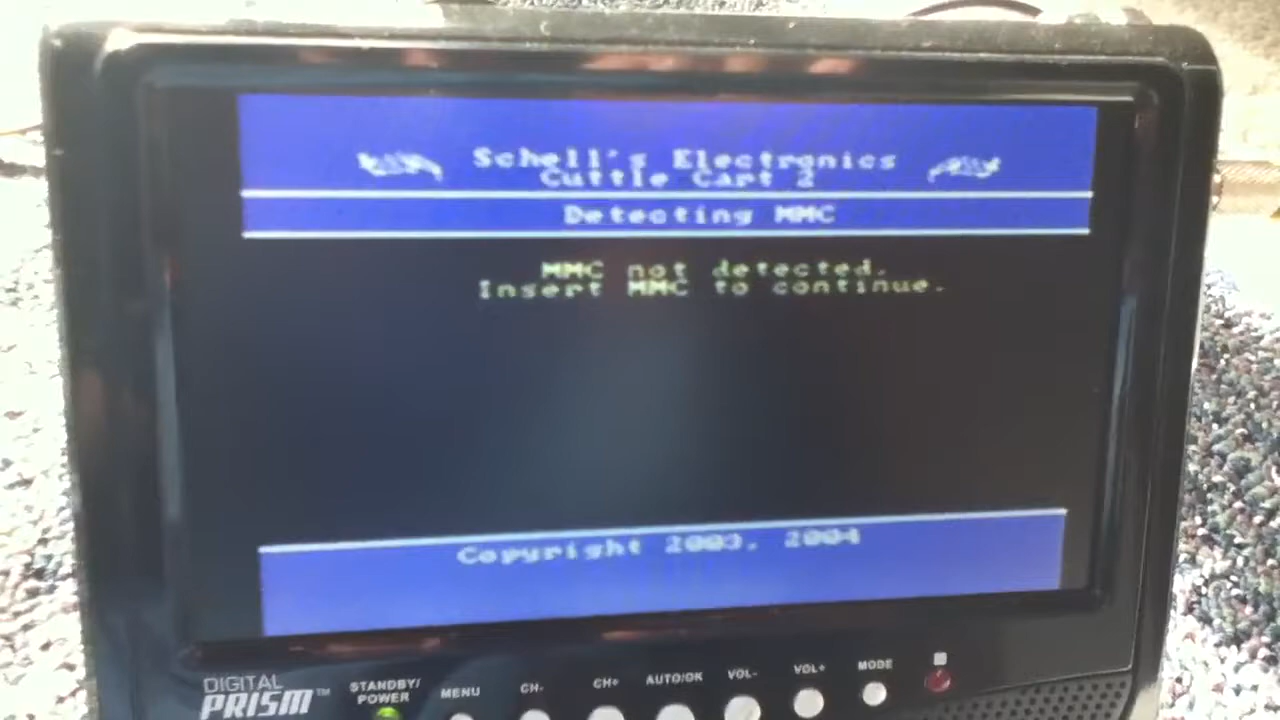 Schell's Electronics
Cuttle Cart 2
Detecting MMC
MMC not detected.
Insert MMC to continue.
Copyright 2003, 2004
DIGITAL
PRISM™
STANDBY/
POWER
MENU
CH-
CH+
AUTO/OK
VOL-
VOL+
MODE